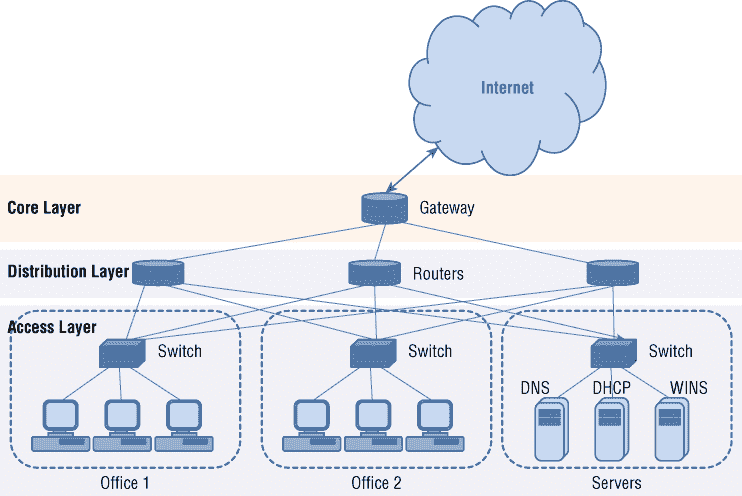 Internet
Core Layer
Gateway
Distribution Layer
Routers
Access Layer
Switch
Switch
Switch
DNS
DHCP
WINS
Office 1
Office 2
Servers